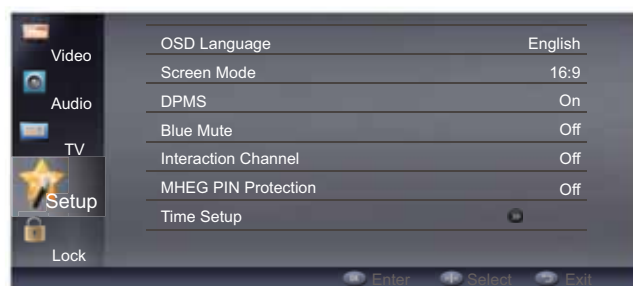 Video
Audio
TV
Setup
Lock
OSD Language English
Screen Mode 16:9
DPMS On
Blue Mute Off
Interaction Channel Off
MHEG PIN Protection Off
Time Setup
Enter Select Exit